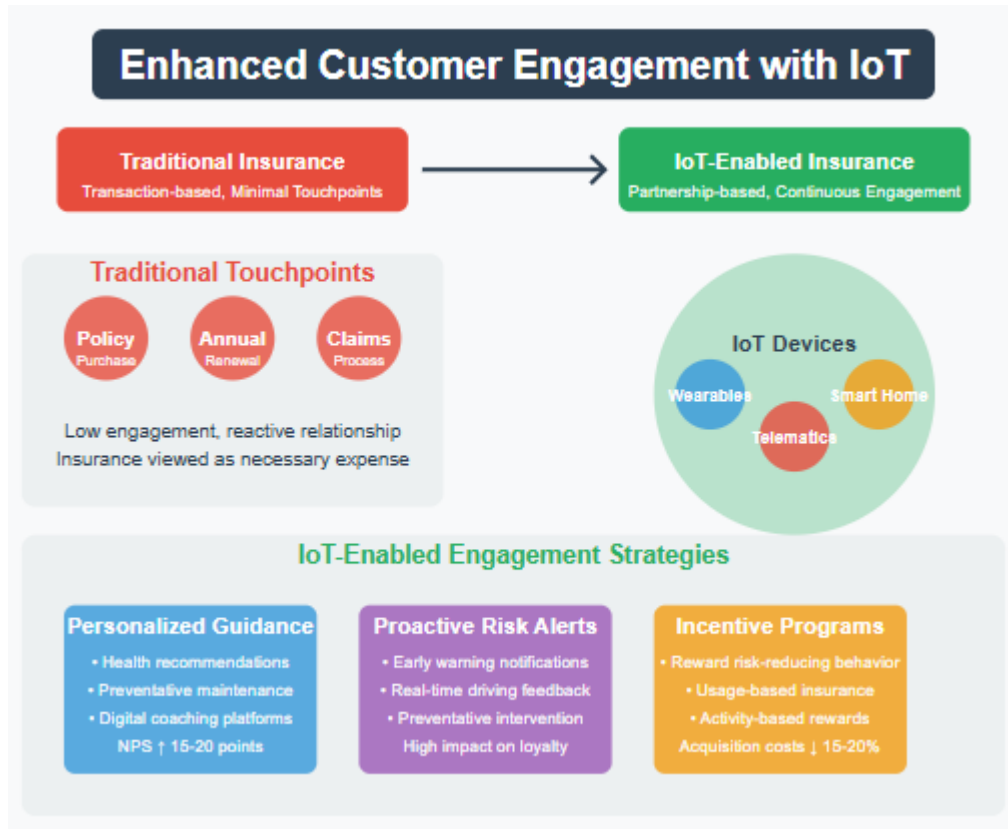 Enhanced Customer Engagement with IoT
Traditional Insurance
Transaction-based, Minimal Touchpoints
IoT-Enabled Insurance
Partnership-based, Continuous Engagement
Traditional Touchpoints
Policy
Purchase
Annual
Renewal
Claims
Process
Low engagement, reactive relationship
Insurance viewed as necessary expense
IoT Devices
Wearables
Smart Home
Telematics
IoT-Enabled Engagement Strategies
Personalized Guidance
• Health recommendations
• Preventative maintenance
• Digital coaching platforms
NPS ↑ 15-20 points
Proactive Risk Alerts
• Early warning notifications
• Real-time driving feedback
• Preventative intervention
High impact on loyalty
Incentive Programs
• Reward risk-reducing behavior
• Usage-based insurance
• Activity-based rewards
Acquisition costs ↓ 15-20%